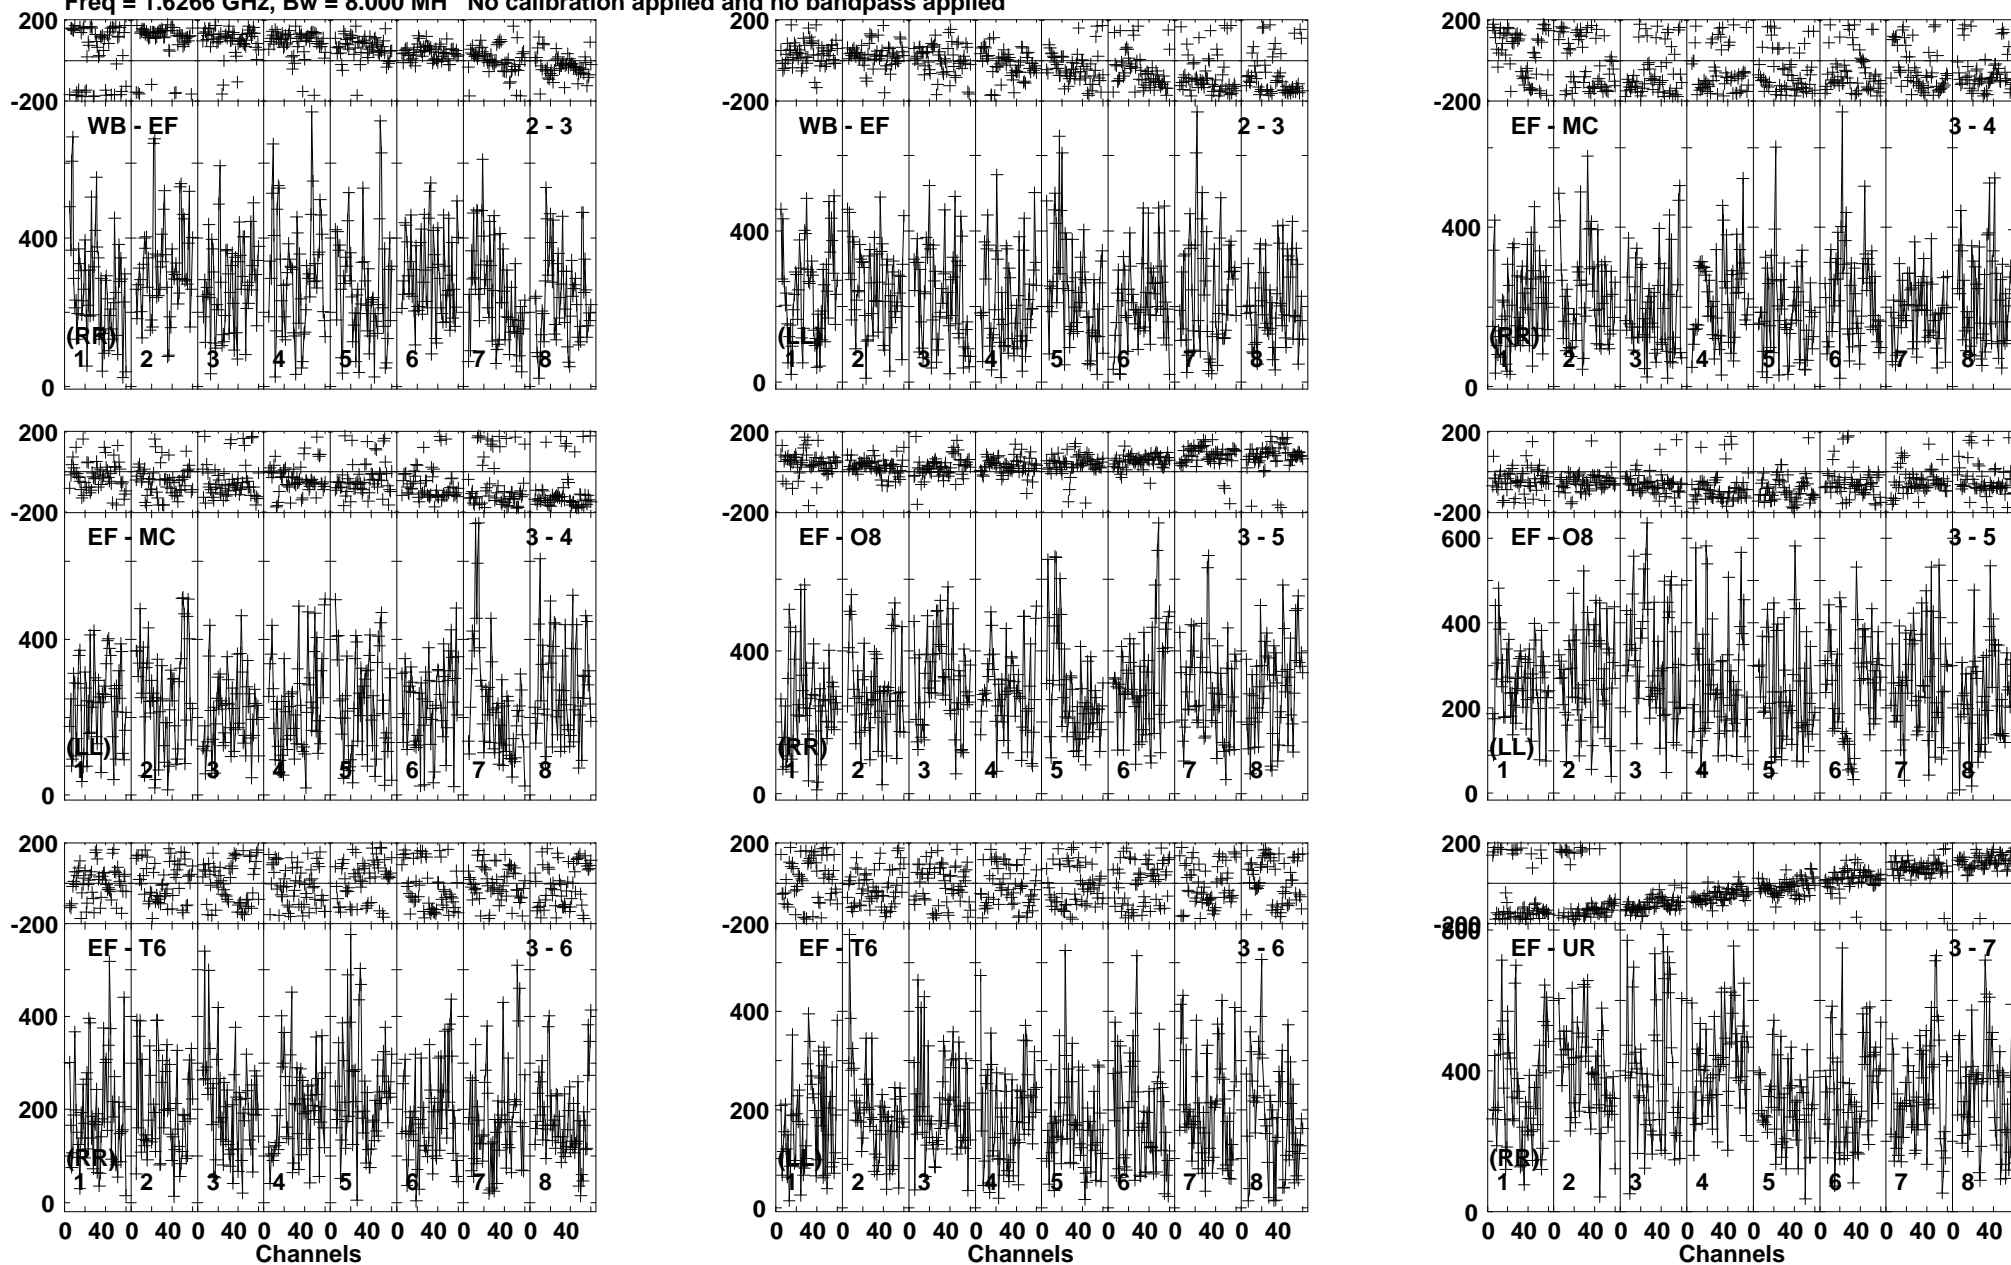 Freq = 1.6266 GHz, Bw = 8.000 MH No calibration applied and no bandpass applied
200
-200
WB - EF 2 - 3
400
(RR)
1 2 3 4 5 6 7 8
0
200
-200
WB - EF 2 - 3
400
(LL)
1 2 3 4 5 6 7 8
0
200
-200
EF - MC 3 - 4
400
(RR)
1 2 3 4 5 6 7 8
0
200
-200
EF - MC 3 - 4
400
(LL)
1 2 3 4 5 6 7 8
0
200
-200
EF - O8 3 - 5
400
(RR)
1 2 3 4 5 6 7 8
0
200
-200
600
EF - O8 3 - 5
400
200
(LL)
1 2 3 4 5 6 7 8
0
200
-200
EF - T6 3 - 6
400
200
(RR)
1 2 3 4 5 6 7 8
0
0 40 0 40 0 40 0 40 0 40 0 40 0 40 0 40
Channels
200
-200
EF - T6 3 - 6
400
200
(LL)
1 2 3 4 5 6 7 8
0
0 40 0 40 0 40 0 40 0 40 0 40 0 40 0 40
Channels
200
-200
800
EF - UR 3 - 7
400
(RR)
1 2 3 4 5 6 7 8
0
0 40 0 40 0 40 0 40 0 40 0 40 0 40 0 40
Channels